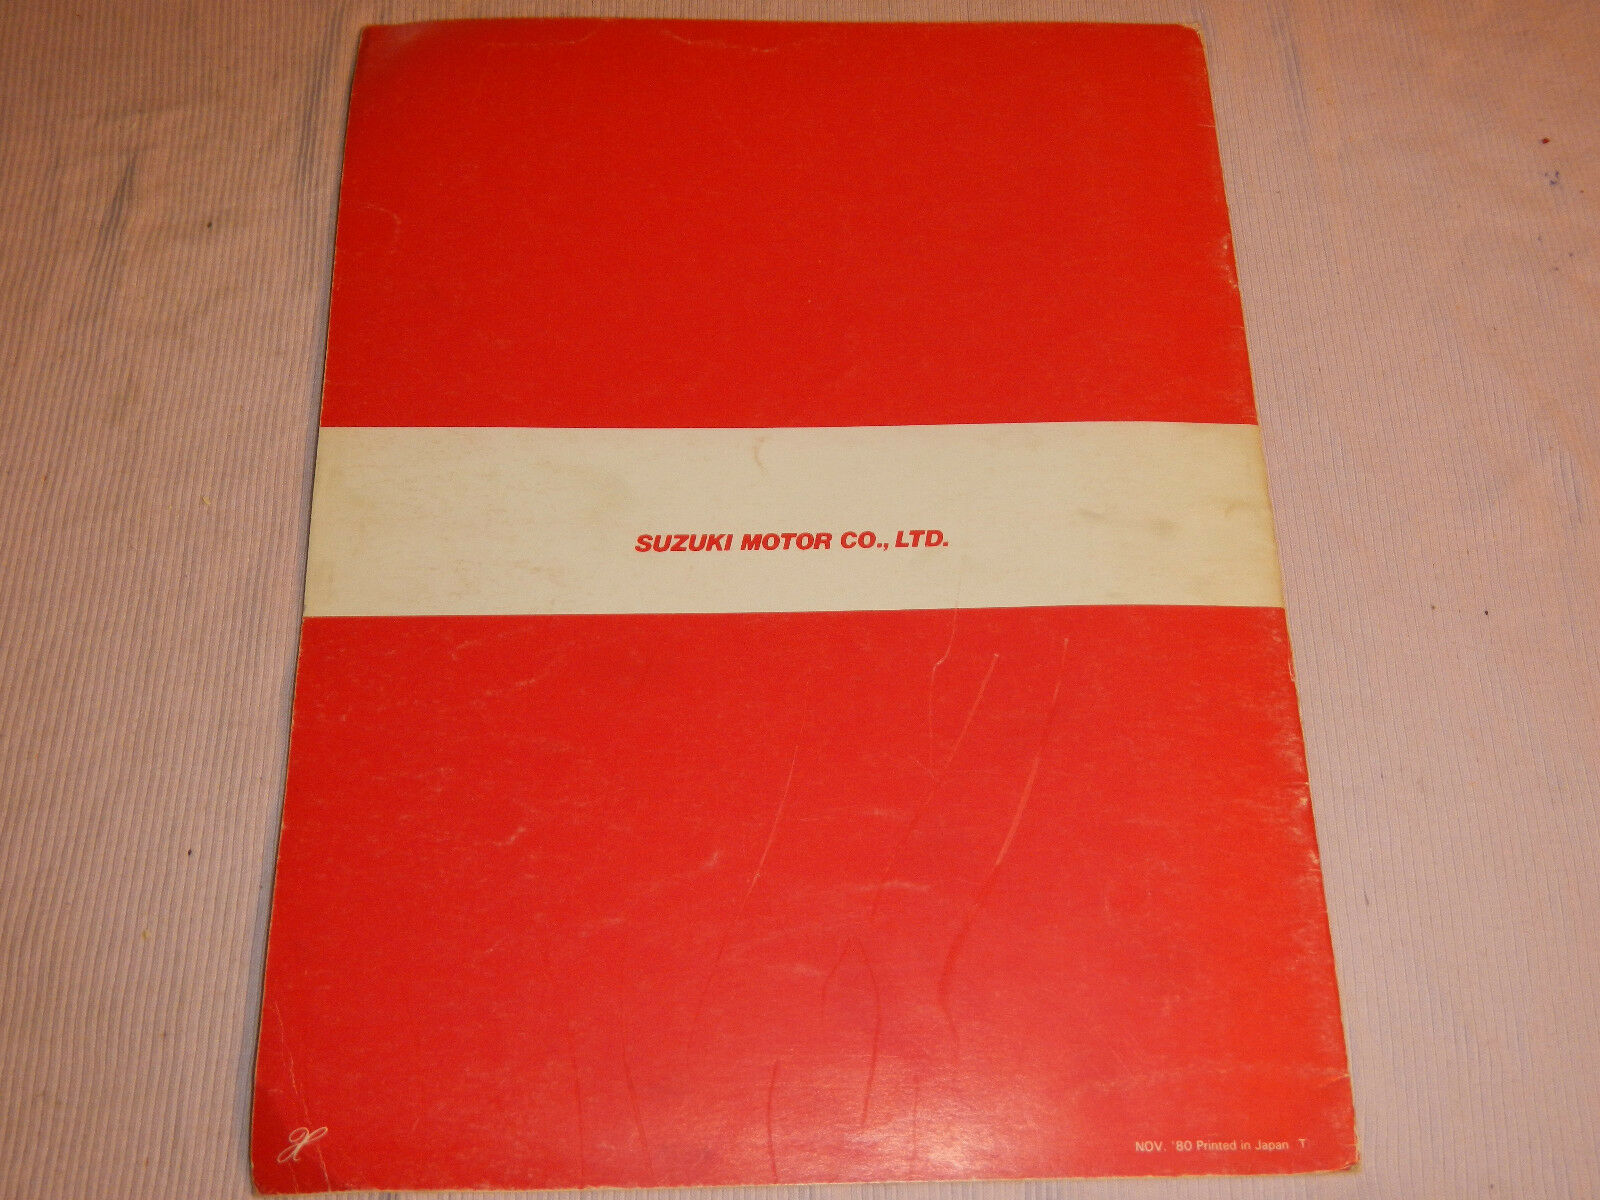 SUZUKI MOTOR CO., LTD.
NOV. '80 Printed in Japan T